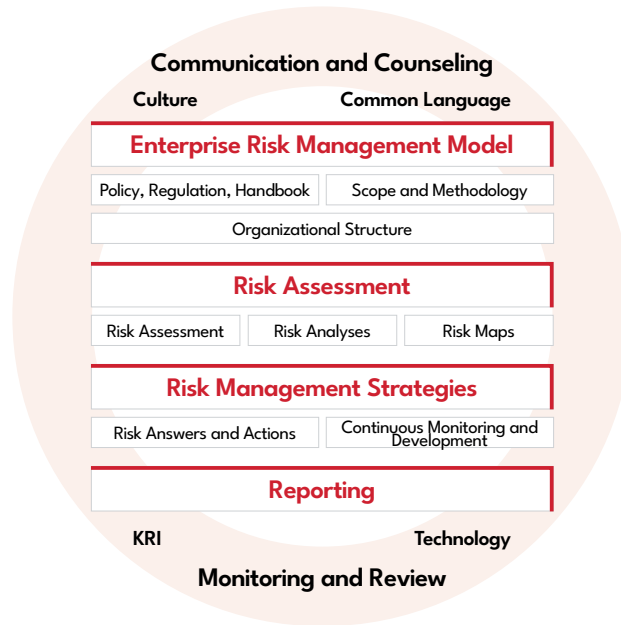 Communication and Counseling
Culture
Common Language
Enterprise Risk Management Model
Policy, Regulation, Handbook
Scope and Methodology
Organizational Structure
Risk Assessment
Risk Assessment
Risk Analyses
Risk Maps
Risk Management Strategies
Risk Answers and Actions
Continuous Monitoring and
Development
Reporting
KRI
Technology
Monitoring and Review